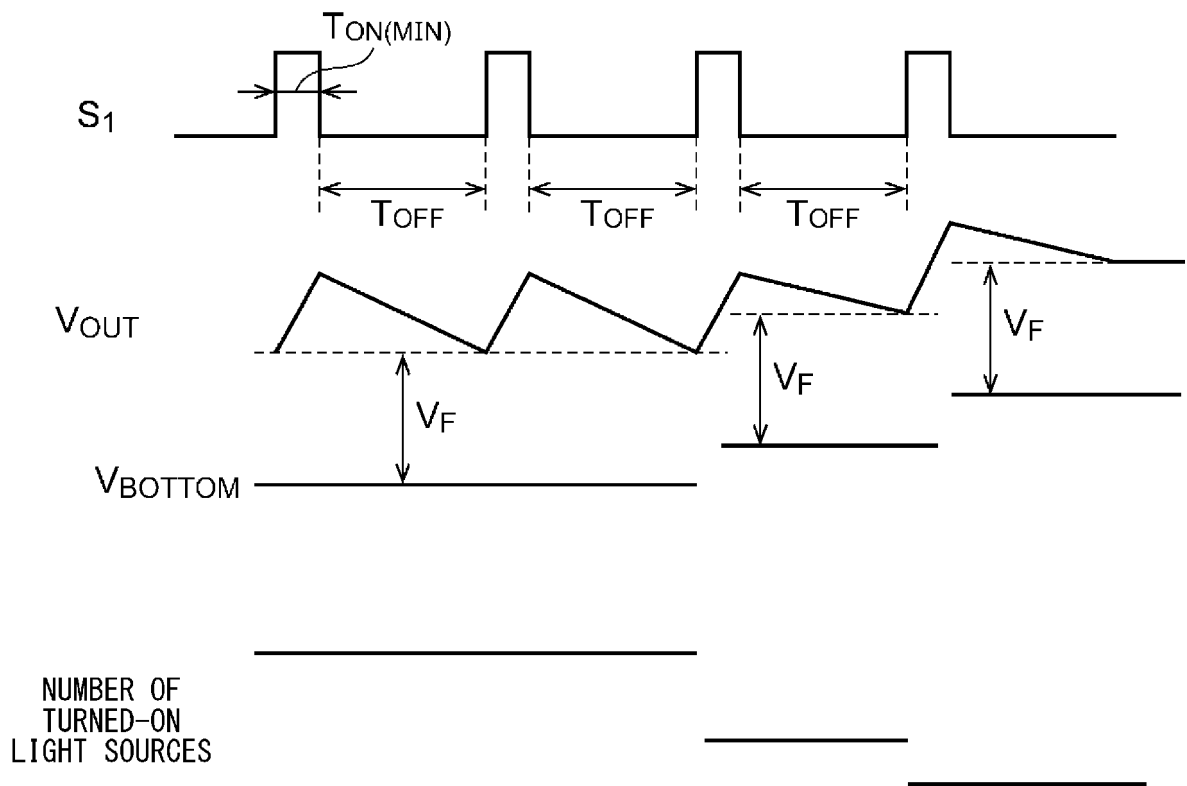 TON(MIN)
S1
TOFF
TOFF
TOFF
VOUT
VF
VF
VF
VBOTTOM
NUMBER OF
TURNED-ON
LIGHT SOURCES